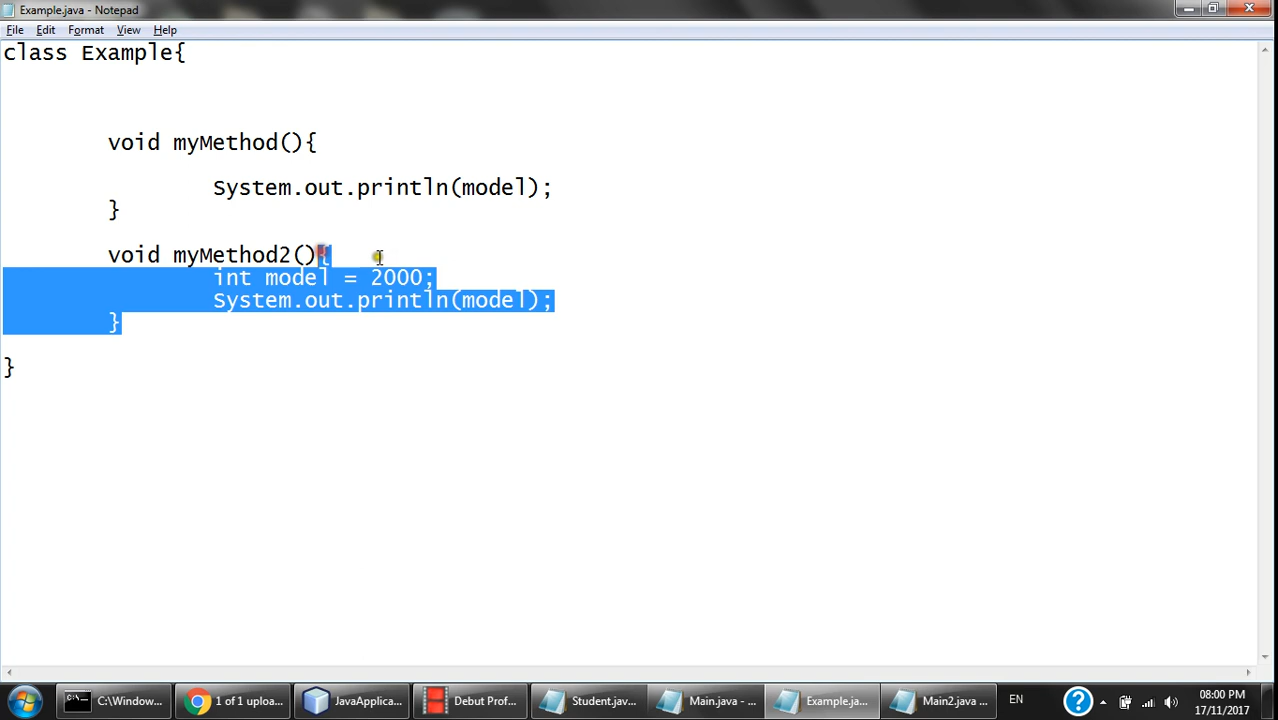 Example.java - Notepad
File Edit Format View Help
class Example{
void myMethod(){
System.out.println(model);
}
void myMethod2(){
int model = 2000;
System.out.println(model);
}
}
C:\Window... 1 of 1 uploa... JavaApplica... Debut Prof... Student.jav... Main.java - ... Example.ja... Main2.java ... EN 08:00 PM
17/11/2017